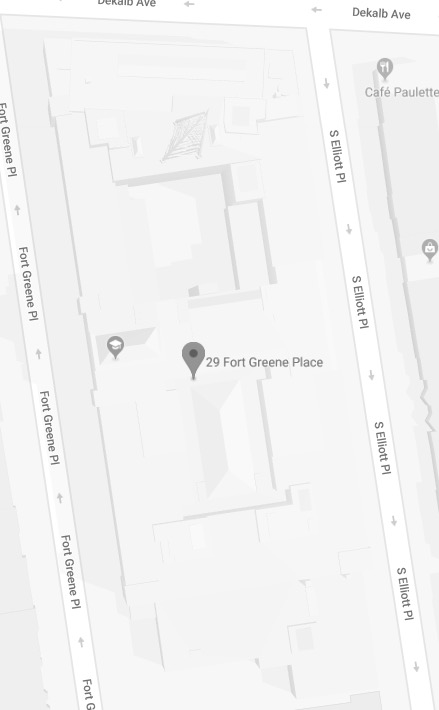 Dekalb Ave
Dekalb Ave
Café Paulette
Fort Greene Pl
S Elliott Pl
Fort Greene Pl
S Elliott Pl
29 Fort Greene Place
Fort Greene Pl
S Elliott Pl
Fort Greene Pl
S Elliott Pl
Fort G